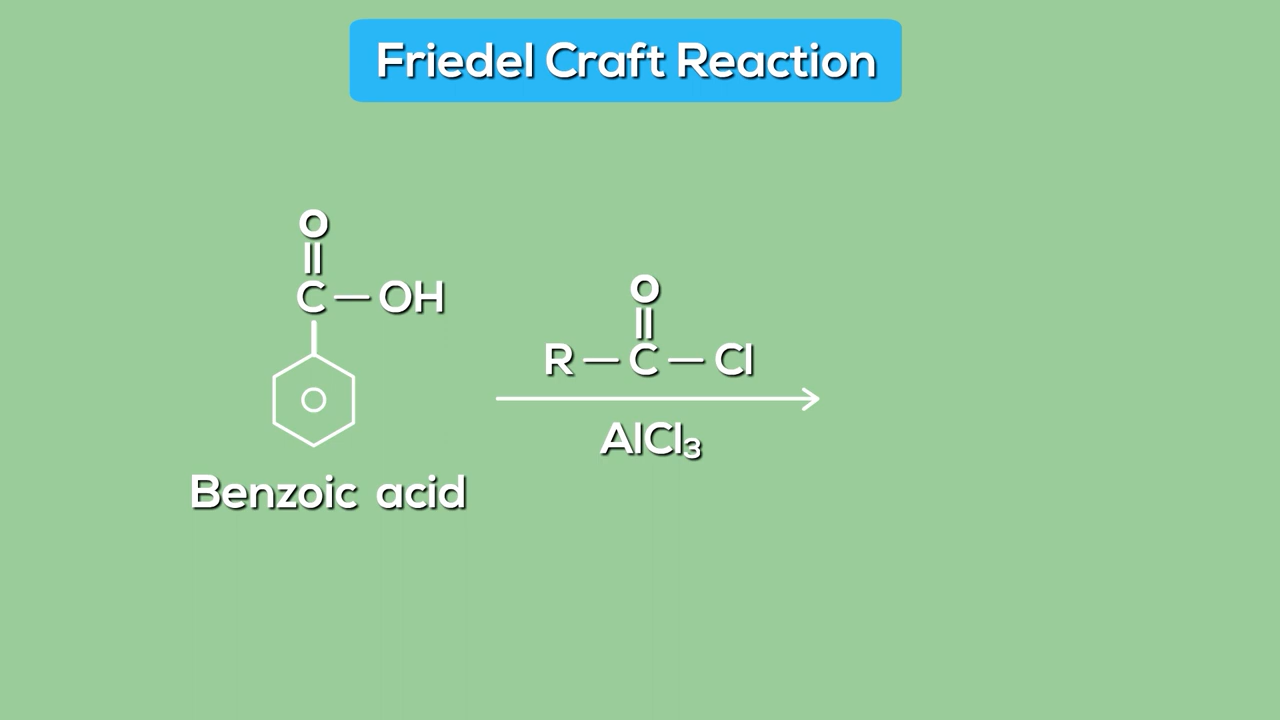 Friedel Craft Reaction
O
||
C — OH
O
||
R — C — Cl
AlCl₃
Benzoic acid